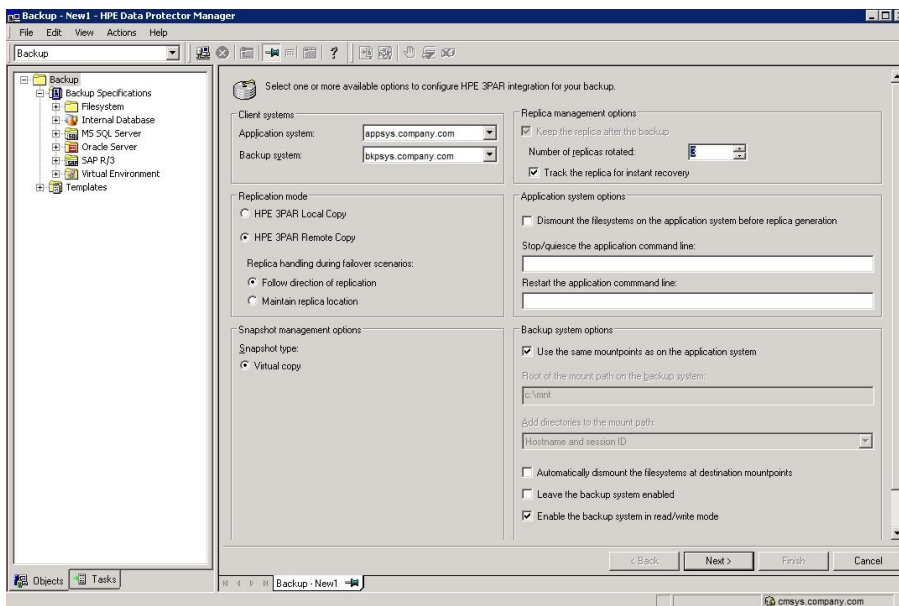 Backup - New1 - HPE Data Protector Manager
File Edit View Actions Help
Backup
Backup
Backup Specifications
Filesystem
Internal Database
MS SQL Server
Oracle Server
SAP R/3
Virtual Environment
Templates
Select one or more available options to configure HPE 3PAR integration for your backup.
Client systems
Application system:
appsys.company.com
Backup system:
bkpsys.company.com
Replica management options
Keep the replica after the backup
Number of replicas rotated:
3
Track the replica for instant recovery
Replication mode
HPE 3PAR Local Copy
HPE 3PAR Remote Copy
Replica handling during failover scenarios:
Follow direction of replication
Maintain replica location
Application system options
Dismount the filesystems on the application system before replica generation
Stop/quiesce the application command line:
Restart the application commmand line:
Snapshot management options
Snapshot type:
Virtual copy
Backup system options
Use the same mountpoints as on the application system
Root of the mount path on the backup system:
c:\mnt
Add directories to the mount path:
Hostname and session ID
Automatically dismount the filesystems at destination mountpoints
Leave the backup system enabled
Enable the backup system in read/write mode
< Back Next > Finish Cancel
Objects Tasks
Backup - New1
cmsys.company.com